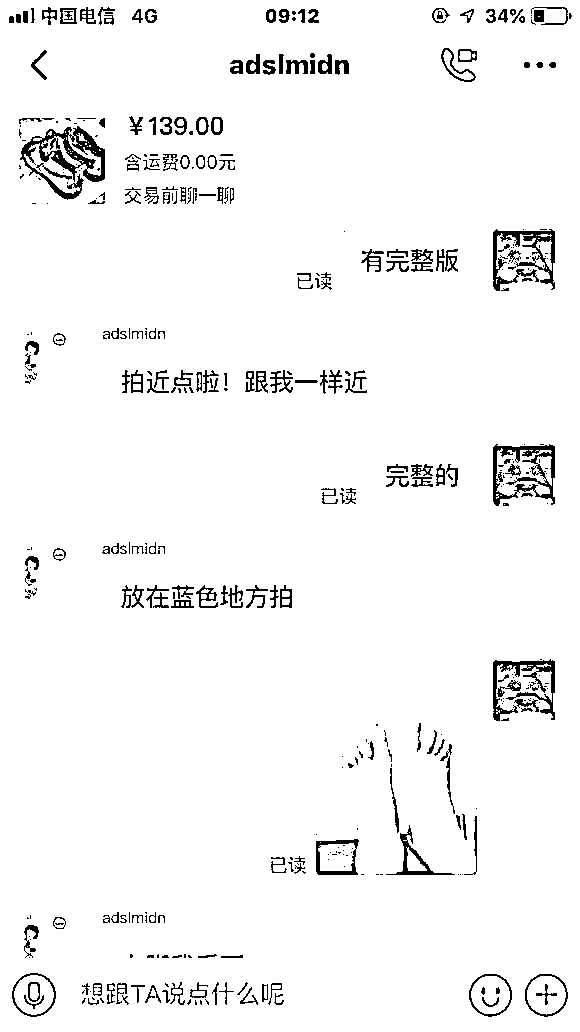 中国电信 4G 09:12 34%
adslmidn
￥139.00
含运费0.00元
交易前聊一聊
有完整版
已读
adslmidn
拍近点啦！跟我一样近
完整的
已读
adslmidn
放在蓝色地方拍
已读
adslmidn
想跟TA说点什么呢